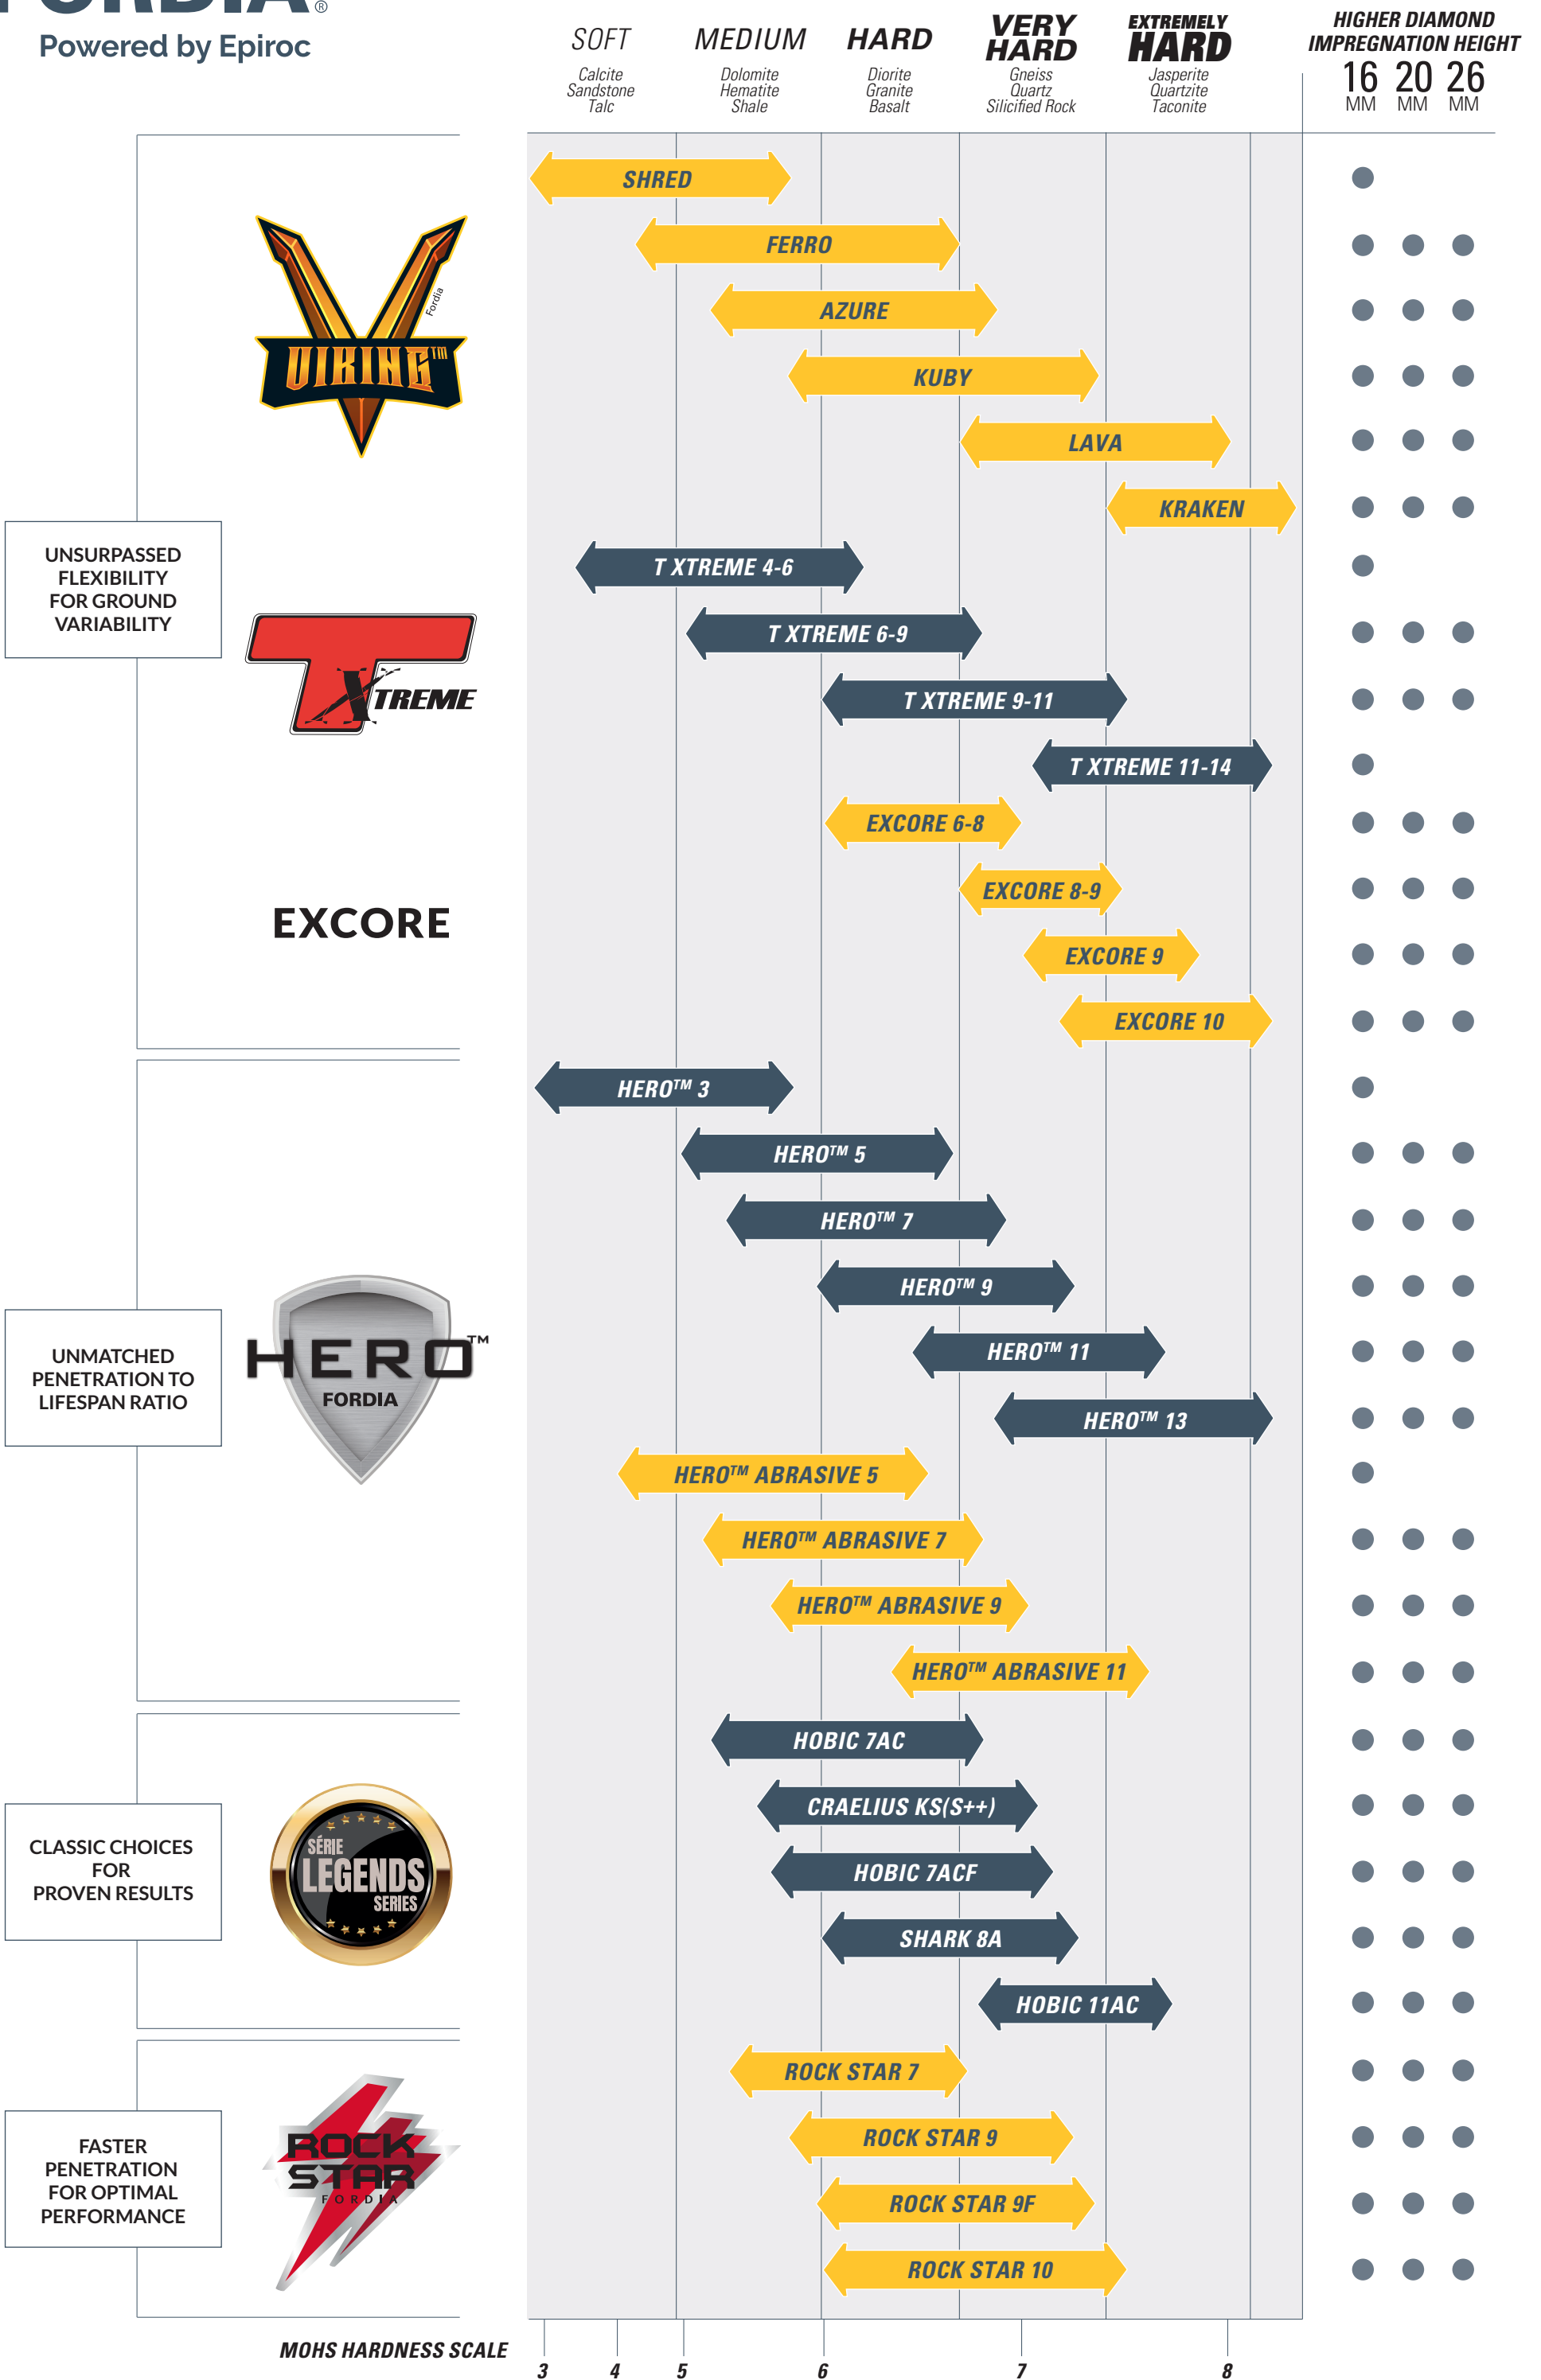 FORDIA®
Powered by Epiroc
SOFT
Calcite
Sandstone
Talc
MEDIUM
Dolomite
Hematite
Shale
HARD
Diorite
Granite
Basalt
VERY
HARD
Gneiss
Quartz
Silicified Rock
EXTREMELY
HARD
Jasperite
Quartzite
Taconite
HIGHER DIAMOND
IMPREGNATION HEIGHT
16 20 26
MM MM MM
UNSURPASSED
FLEXIBILITY
FOR GROUND
VARIABILITY
Fordia
VIKING™
SHRED
FERRO
AZURE
KUBY
LAVA
KRAKEN
T XTREME
T XTREME 4-6
T XTREME 6-9
T XTREME 9-11
T XTREME 11-14
EXCORE
EXCORE 6-8
EXCORE 8-9
EXCORE 9
EXCORE 10
UNMATCHED
PENETRATION TO
LIFESPAN RATIO
HERO™
FORDIA
HERO™ 3
HERO™ 5
HERO™ 7
HERO™ 9
HERO™ 11
HERO™ 13
HERO™ ABRASIVE 5
HERO™ ABRASIVE 7
HERO™ ABRASIVE 9
HERO™ ABRASIVE 11
CLASSIC CHOICES
FOR
PROVEN RESULTS
SÉRIE
LEGENDS
SERIES
HOBIC 7AC
CRAELIUS KS(S++)
HOBIC 7ACF
SHARK 8A
HOBIC 11AC
FASTER
PENETRATION
FOR OPTIMAL
PERFORMANCE
ROCK
STAR
FORDIA
ROCK STAR 7
ROCK STAR 9
ROCK STAR 9F
ROCK STAR 10
MOHS HARDNESS SCALE
3 4 5 6 7 8